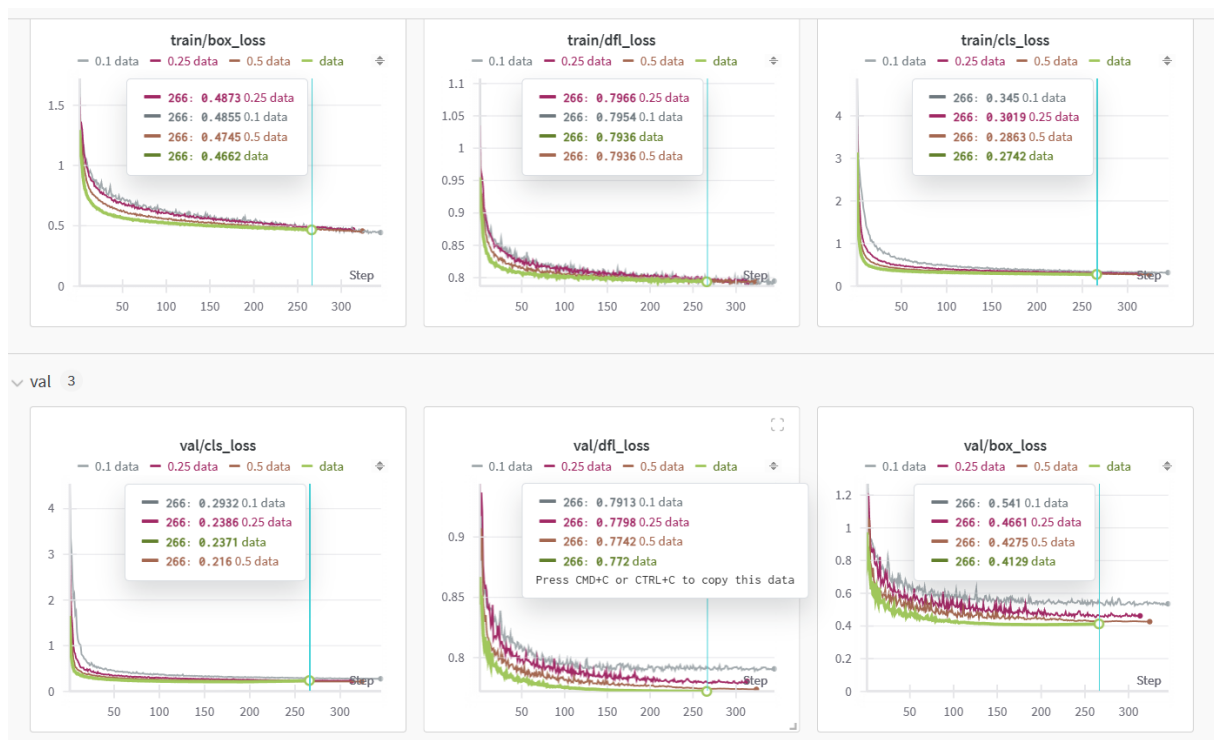 train/box_loss
0.1 data 0.25 data 0.5 data data
266: 0.4873 0.25 data
266: 0.4855 0.1 data
266: 0.4745 0.5 data
266: 0.4662 data
1.5
1
0.5
0
Step
50 100 150 200 250 300
train/dfl_loss
0.1 data 0.25 data 0.5 data data
266: 0.7966 0.25 data
266: 0.7954 0.1 data
266: 0.7936 data
266: 0.7936 0.5 data
1.1
1.05
1
0.95
0.9
0.85
0.8
Step
50 100 150 200 250 300
train/cls_loss
0.1 data 0.25 data 0.5 data data
266: 0.345 0.1 data
266: 0.3019 0.25 data
266: 0.2863 0.5 data
266: 0.2742 data
4
3
2
1
0
Step
50 100 150 200 250 300
val 3
val/cls_loss
0.1 data 0.25 data 0.5 data data
266: 0.2932 0.1 data
266: 0.2386 0.25 data
266: 0.2371 data
266: 0.216 0.5 data
4
3
2
1
0
Step
50 100 150 200 250 300
val/dfl_loss
0.1 data 0.25 data 0.5 data data
266: 0.7913 0.1 data
266: 0.7798 0.25 data
266: 0.7742 0.5 data
266: 0.772 data
Press CMD+C or CTRL+C to copy this data
0.9
0.85
0.8
Step
50 100 150 200 250 300
val/box_loss
0.1 data 0.25 data 0.5 data data
266: 0.541 0.1 data
266: 0.4661 0.25 data
266: 0.4275 0.5 data
266: 0.4129 data
1.2
1
0.8
0.6
0.4
0.2
0
Step
50 100 150 200 250 300